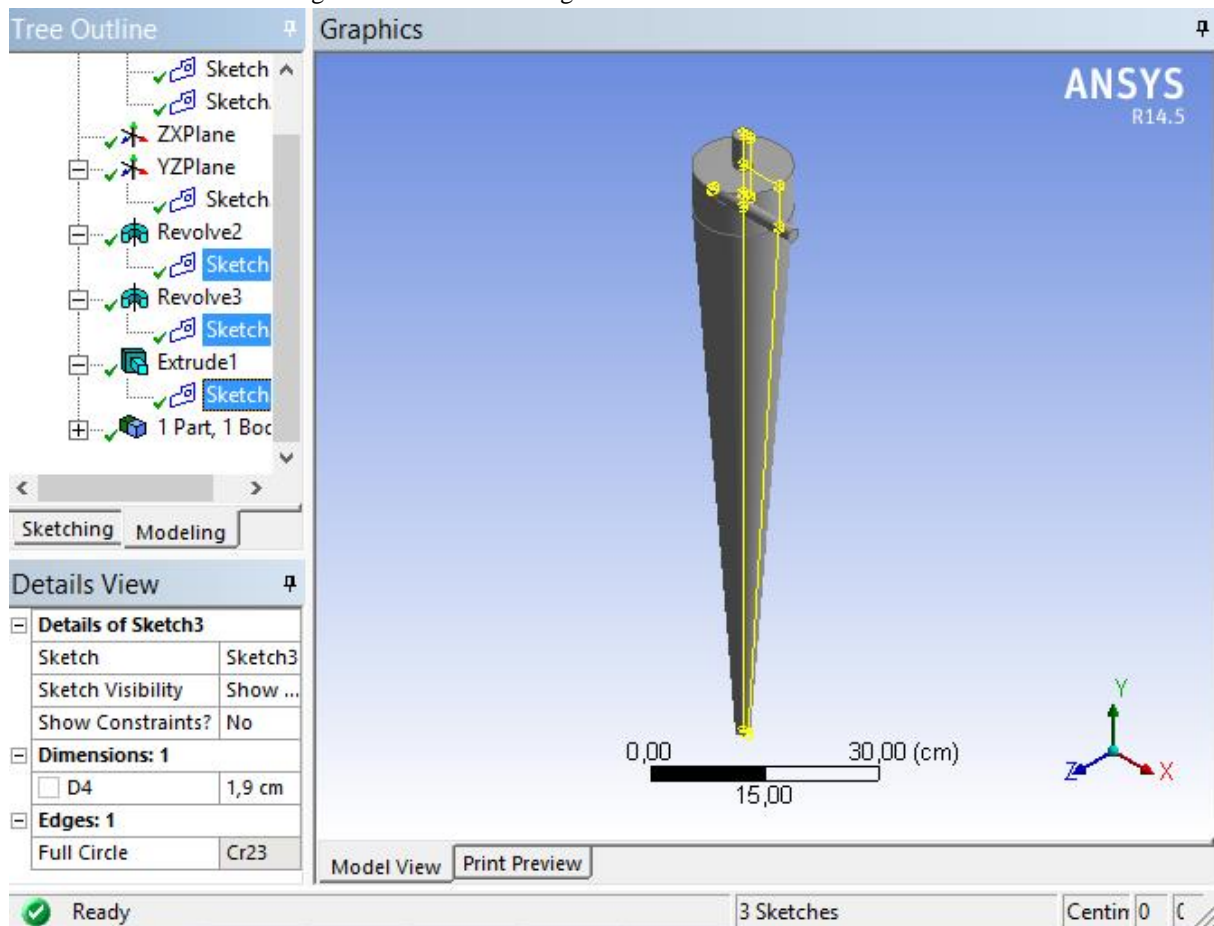 Tree Outline
Graphics
Sketch
Sketch.
ZXPlane
YZPlane
Sketch
Revolve2
Sketch
Revolve3
Sketch
Extrude1
Sketch
1 Part, 1 Boc
Sketching Modeling
Details View
Details of Sketch3
Sketch Sketch3
Sketch Visibility Show ...
Show Constraints? No
Dimensions: 1
D4 1,9 cm
Edges: 1
Full Circle Cr23
ANSYS
R14.5
Y
Z
X
0,00 30,00 (cm)
15,00
Model View Print Preview
Ready 3 Sketches Centin 0